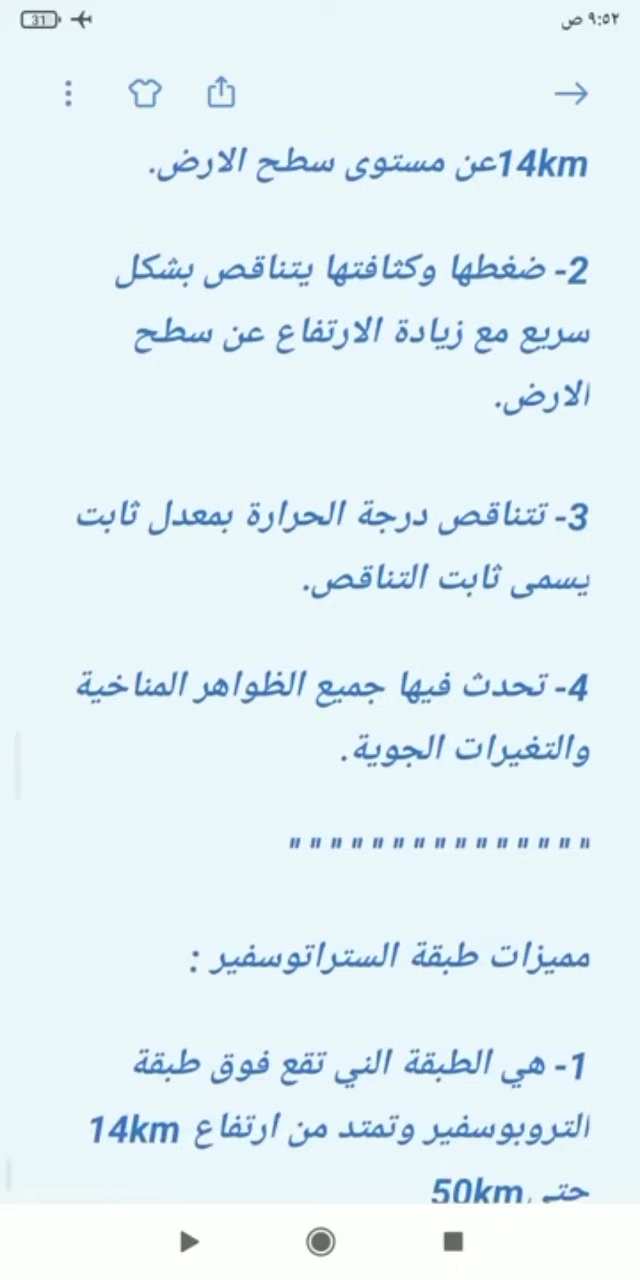 31
٩:٥٢ ص
14kmعن مستوى سطح الارض.
2- ضغطها وكثافتها يتناقص بشكل
سريع مع زيادة الارتفاع عن سطح
الارض.
3- تتناقص درجة الحرارة بمعدل ثابت
يسمى ثابت التناقص.
4- تحدث فيها جميع الظواهر المناخية
والتغيرات الجوية.
"""""""""""""""
مميزات طبقة الستراتوسفير :
1- هي الطبقة الني تقع فوق طبقة
التروبوسفير وتمتد من ارتفاع 14km
حتى 50km.